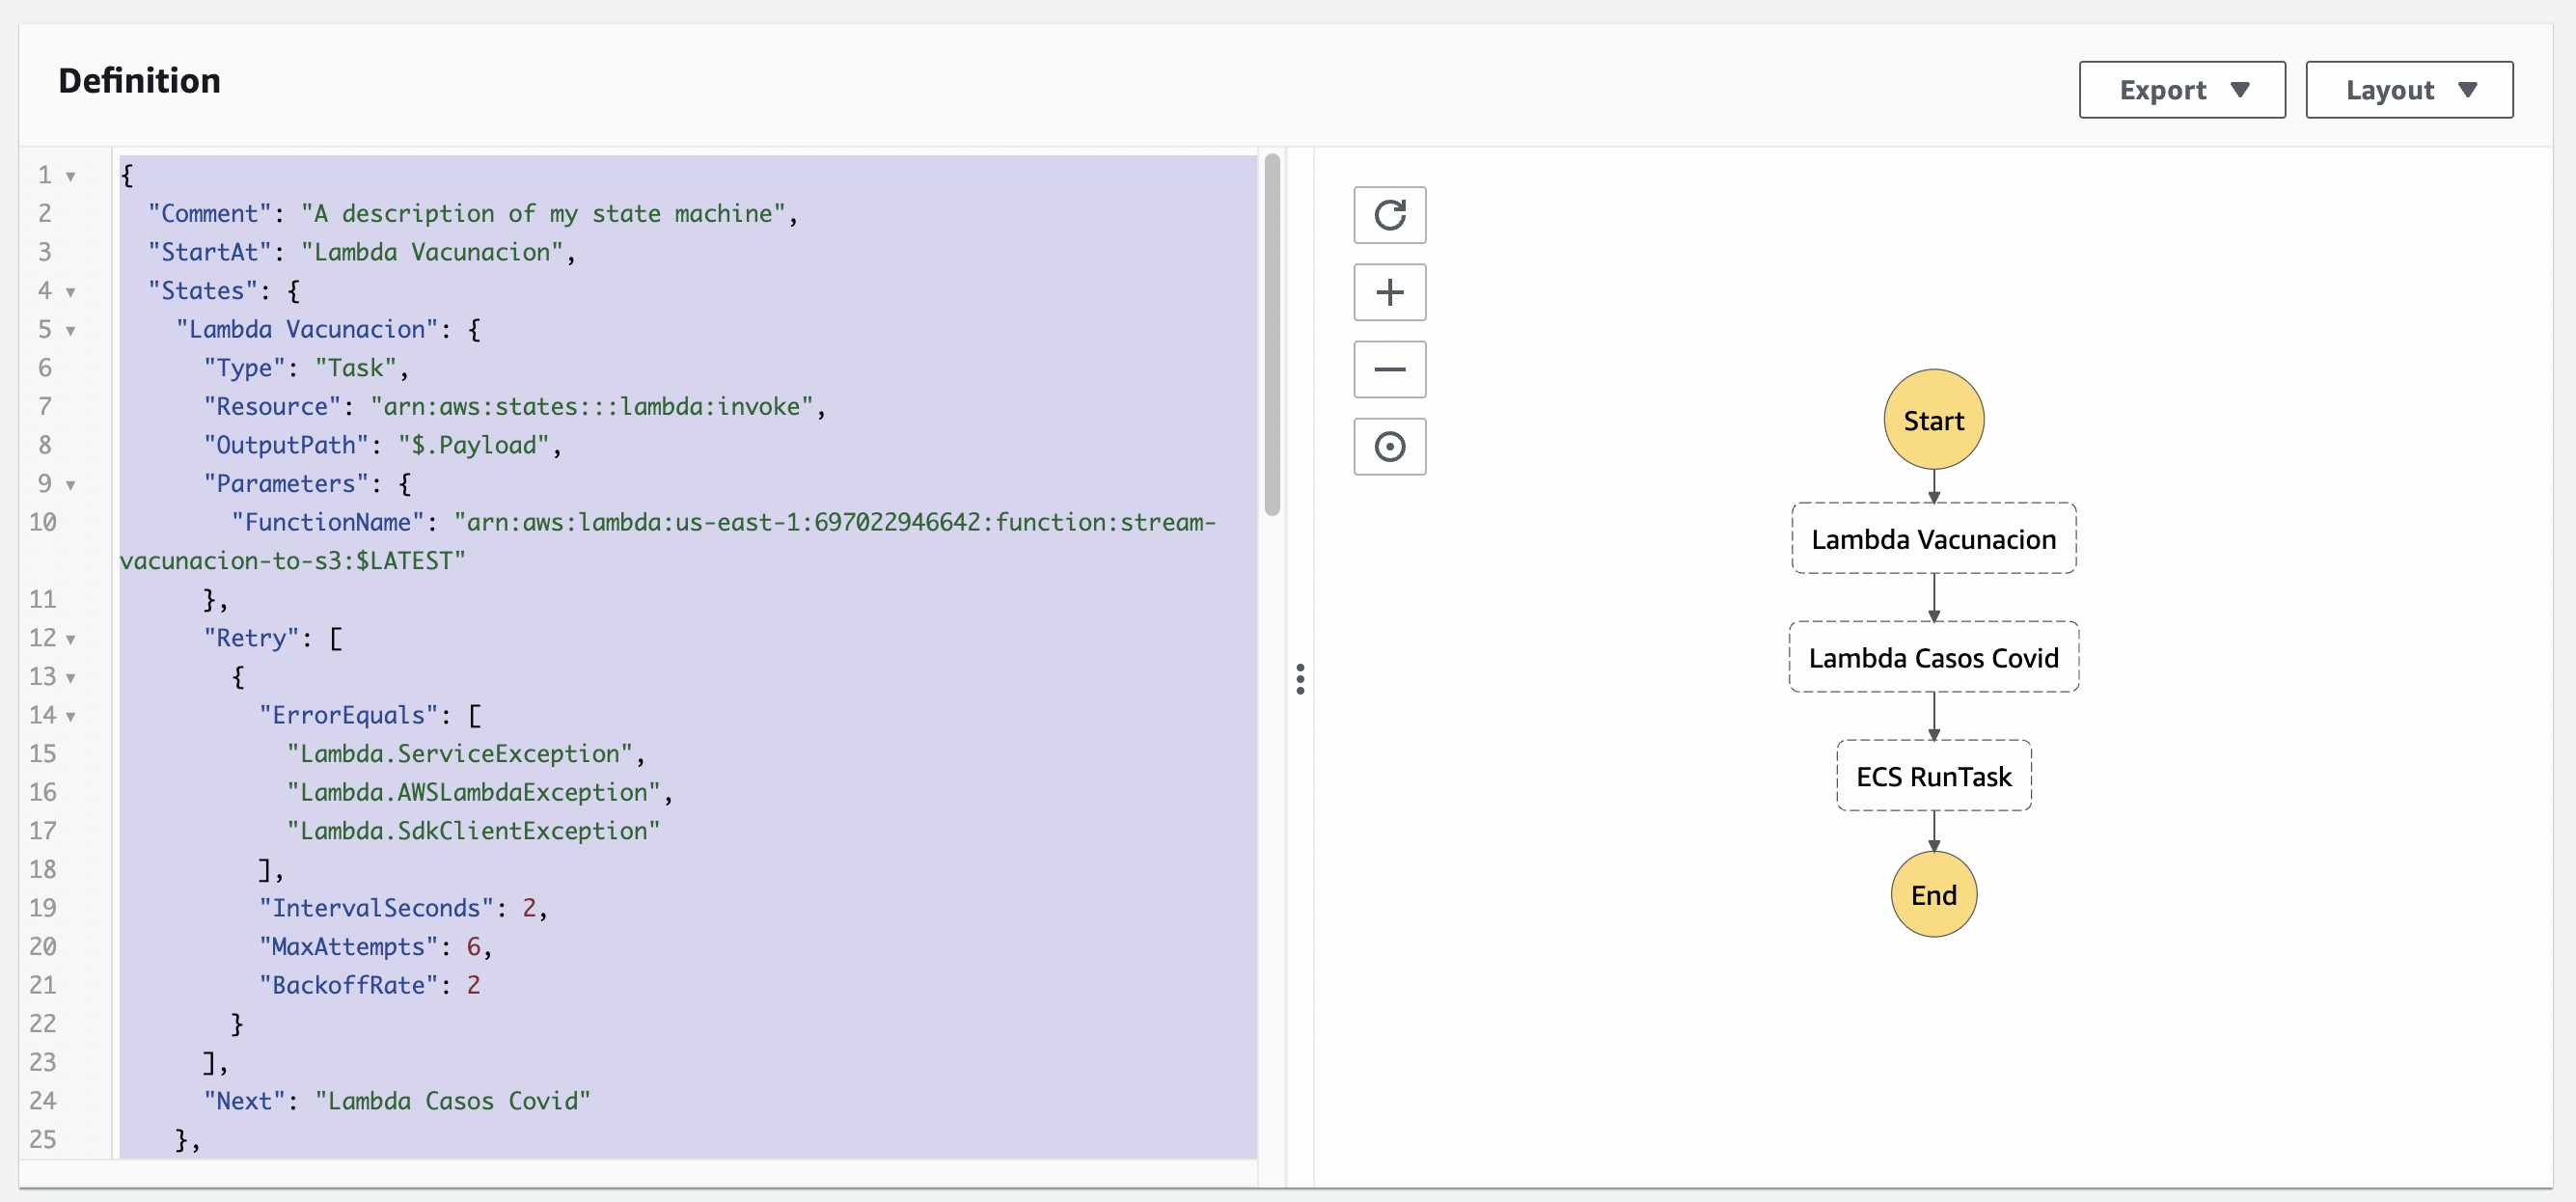 Definition
Export
Layout
1 {
2 "Comment": "A description of my state machine",
3 "StartAt": "Lambda Vacunacion",
4 "States": {
5 "Lambda Vacunacion": {
6 "Type": "Task",
7 "Resource": "arn:aws:states:::lambda:invoke",
8 "OutputPath": "$.Payload",
9 "Parameters": {
10 "FunctionName": "arn:aws:lambda:us-east-1:697022946642:function:stream-
vacunacion-to-s3:$LATEST"
11 },
12 "Retry": [
13 {
14 "ErrorEquals": [
15 "Lambda.ServiceException",
16 "Lambda.AWSLambdaException",
17 "Lambda.SdkClientException"
18 ],
19 "IntervalSeconds": 2,
20 "MaxAttempts": 6,
21 "BackoffRate": 2
22 }
23 ],
24 "Next": "Lambda Casos Covid"
25 },
Start
Lambda Vacunacion
Lambda Casos Covid
ECS RunTask
End